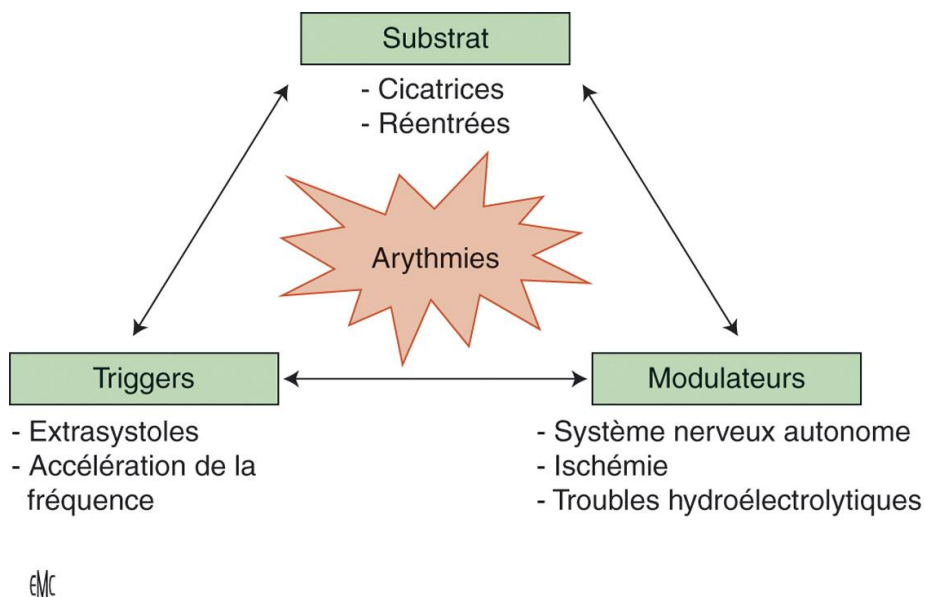 Substrat
- Cicatrices
- Réentrées
Arythmies
Triggers
- Extrasystoles
- Accélération de la
fréquence
Modulateurs
- Système nerveux autonome
- Ischémie
- Troubles hydroélectrolytiques
EMC